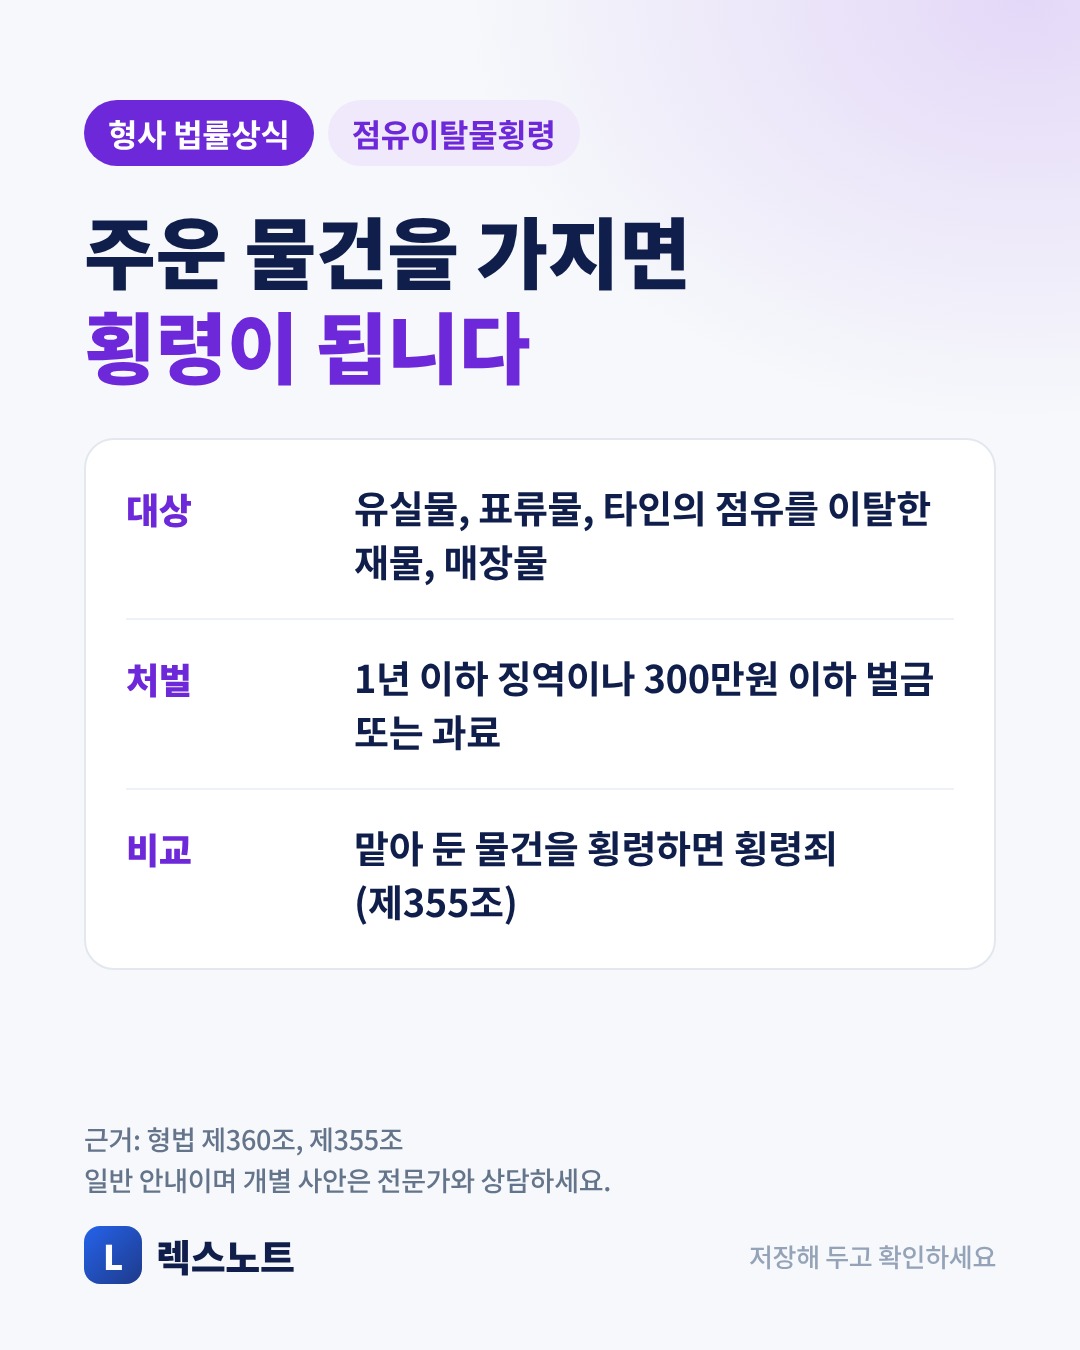 형사 법률상식
점유이탈물횡령
주운 물건을 가지면
횡령이 됩니다
대상
유실물, 표류물, 타인의 점유를 이탈한
재물, 매장물
처벌
1년 이하 징역이나 300만원 이하 벌금
또는 과료
비교
맡아 둔 물건을 횡령하면 횡령죄
(제355조)
근거: 형법 제360조, 제355조
일반 안내이며 개별 사안은 전문가와 상담하세요.
L 렉스노트
저장해 두고 확인하세요